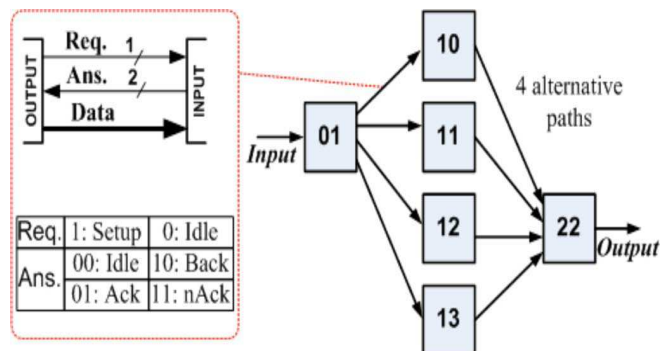 Req. 1
Ans. 2
Data
OUTPUT
INPUT
Req. 1: Setup 0: Idle
Ans. 00: Idle 10: Back
01: Ack 11: nAck
Input
01
10
11
12
13
22
4 alternative
paths
Output